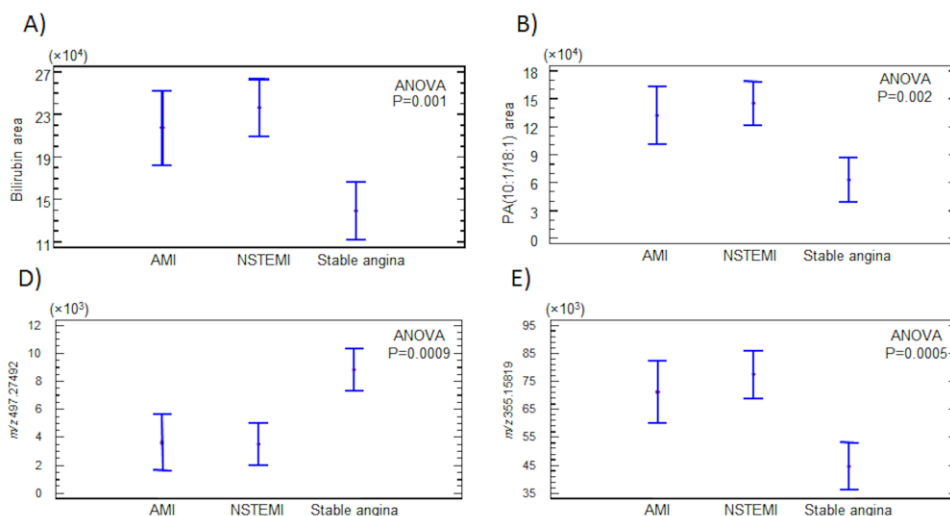 A)
(×10⁴)
27
23
19
15
11
Bilirubin area
ANOVA
P=0.001
AMI NSTEMI Stable angina
B)
(×10⁴)
18
15
12
9
6
3
0
PA(10:1/18:1) area
ANOVA
P=0.002
AMI NSTEMI Stable angina
D)
(×10³)
12
10
8
6
4
2
0
m/z 497.27492
ANOVA
P=0.0009
AMI NSTEMI Stable angina
E)
(×10³)
95
85
75
65
55
45
35
m/z 355.15819
ANOVA
P=0.0005
AMI NSTEMI Stable angina